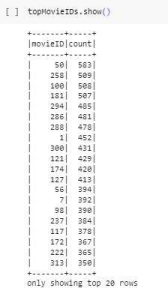 [ ] topMovieIDs.show()
+-------+-----+
|movieID|count|
+-------+-----+
|     50|  583|
|    258|  509|
|    100|  508|
|    181|  507|
|    294|  485|
|    286|  481|
|    288|  478|
|      1|  452|
|    300|  431|
|    121|  429|
|    174|  420|
|    127|  413|
|     56|  394|
|      7|  392|
|     98|  390|
|    237|  384|
|    117|  378|
|    172|  367|
|    222|  365|
|    313|  350|
+-------+-----+
only showing top 20 rows